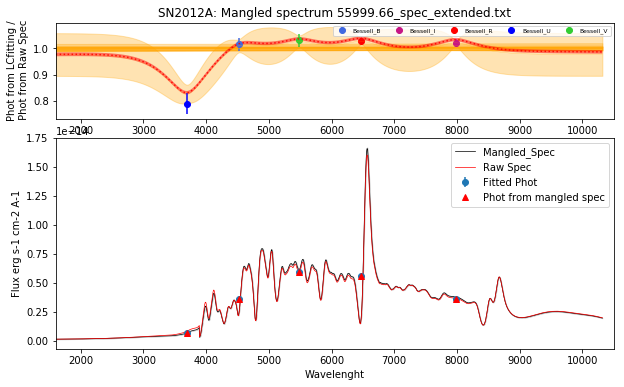 SN2012A: Mangled spectrum 55999.66_spec_extended.txt
Phot from LCfitting /
Phot from Raw Spec
1.0
0.9
0.8
Bessell_B
Bessell_I
Bessell_R
Bessell_U
Bessell_V
2000 3000 4000 5000 6000 7000 8000 9000 10000
1e−14
Flux erg s-1 cm-2 A-1
1.75
1.50
1.25
1.00
0.75
0.50
0.25
0.00
Mangled_Spec
Raw Spec
Fitted Phot
Phot from mangled spec
2000 3000 4000 5000 6000 7000 8000 9000 10000
Wavelenght